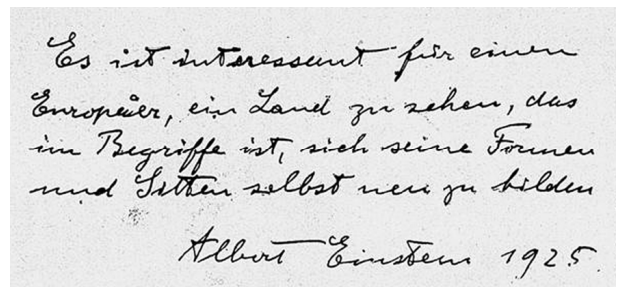 Es ist interessant für einen
Europäer, ein Land zu sehen, das
im Begriffe ist, sich seine Formen
und Sitten selbst neu zu bilden
Albert Einstein 1925.